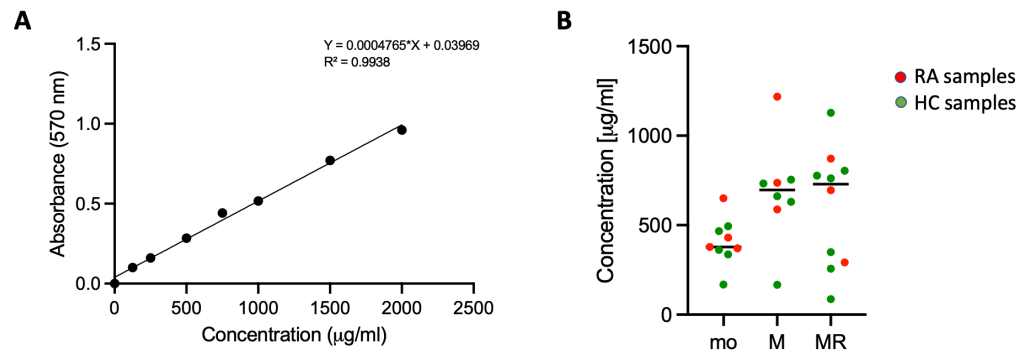 A
Y = 0.0004765*X + 0.03969
R² = 0.9938
Absorbance (570 nm)
1.5
1.0
0.5
0.0
0 500 1000 1500 2000 2500
Concentration (µg/ml)
B
Concentration [µg/ml)
1500
1000
500
0
mo M MR
RA samples
HC samples